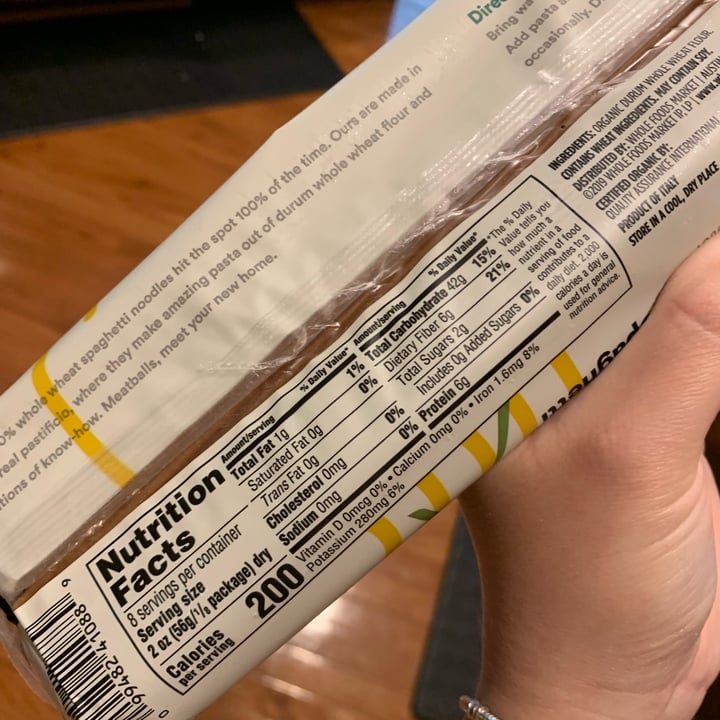 Bring
Add pasta
occasionally.
whole wheat spaghetti noodles hit the spot 100% of the time. Ours are made in
real pastificio, where they make amazing pasta out of durum whole wheat flour and
of know-how. Meatballs, meet your new home.
INGREDIENTS: ORGANIC DURUM WHOLE WHEAT FLOUR.
CONTAINS WHEAT INGREDIENTS. MAY CONTAIN SOY.
DISTRIBUTED BY: WHOLE FOODS MARKET
©2019 WHOLE FOODS MARKET IP, LP
CERTIFIED ORGANIC BY:
QUALITY ASSURANCE INTERNATIONAL
PRODUCT OF ITALY
STORE IN A COOL, DRY PLACE
Nutrition
Facts
8 servings per container
Serving size
2 oz (56g/⅛ package) dry
Calories
per serving
200
Amount/serving % Daily Value*
Total Fat 1g 1%
Saturated Fat 0g 0%
Trans Fat 0g
Cholesterol 0mg 0%
Sodium 0mg 0%
Amount/serving % Daily Value*
Total Carbohydrate 42g 15%
Dietary Fiber 6g 21%
Total Sugars 2g
Includes 0g Added Sugars 0%
Protein 6g
Vitamin D 0mcg 0% • Calcium 0mg 0% • Iron 1.6mg 8%
Potassium 280mg 6%
*The % Daily
Value tells you
how much a
nutrient in a
serving of food
contributes to a
daily diet. 2,000
calories a day is
used for general
nutrition advice.
0 99482 41088 9